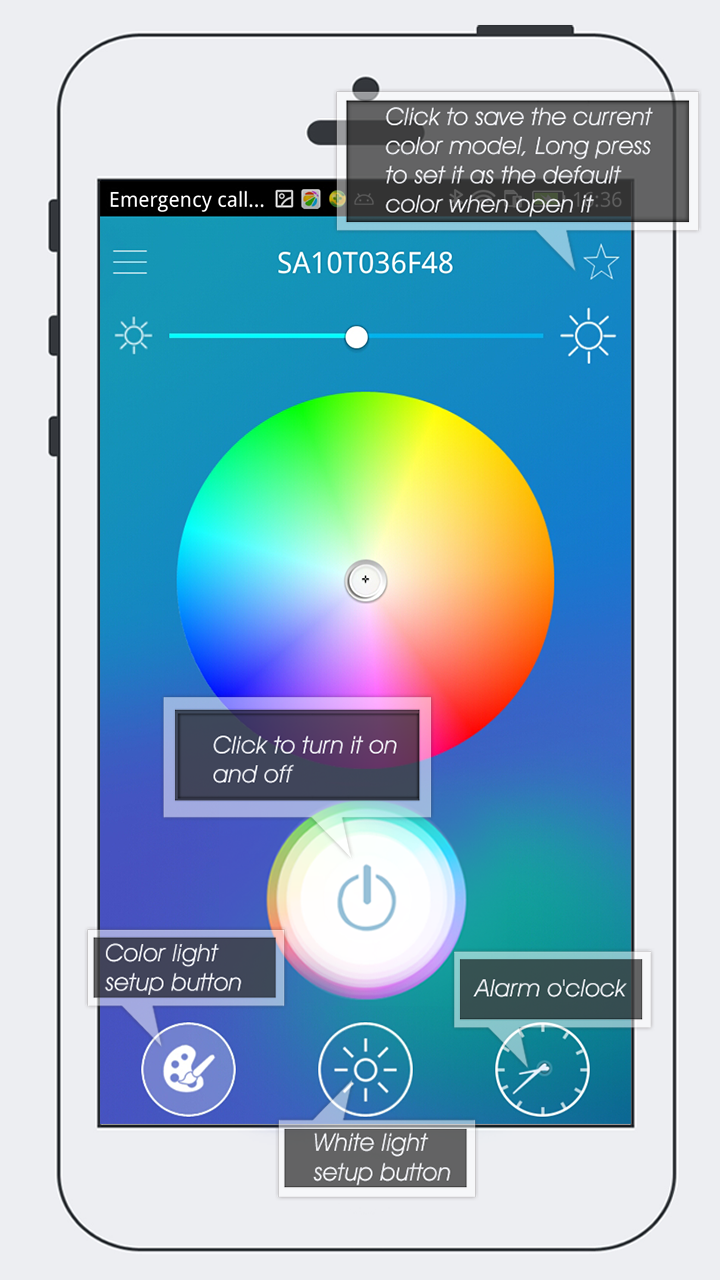 Click to save the current
color model, Long press
to set it as the default
color when open it
Emergency call...
:36
SA10T036F48
Click to turn it on
and off
Color light
setup button
Alarm o'clock
White light
setup button